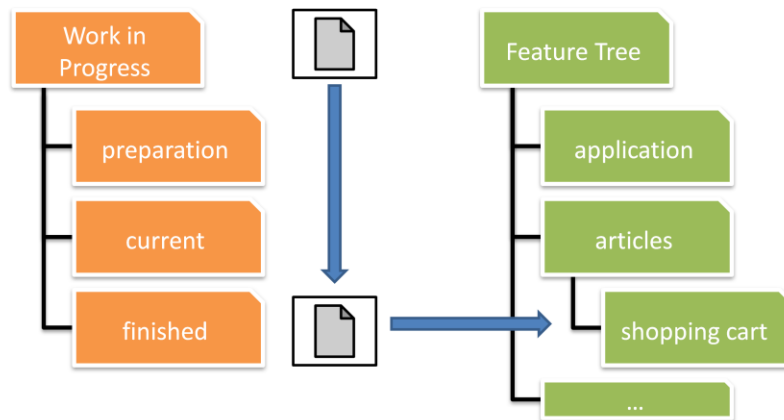 Work in
Progress
preparation
current
finished
Feature Tree
application
articles
shopping cart
...